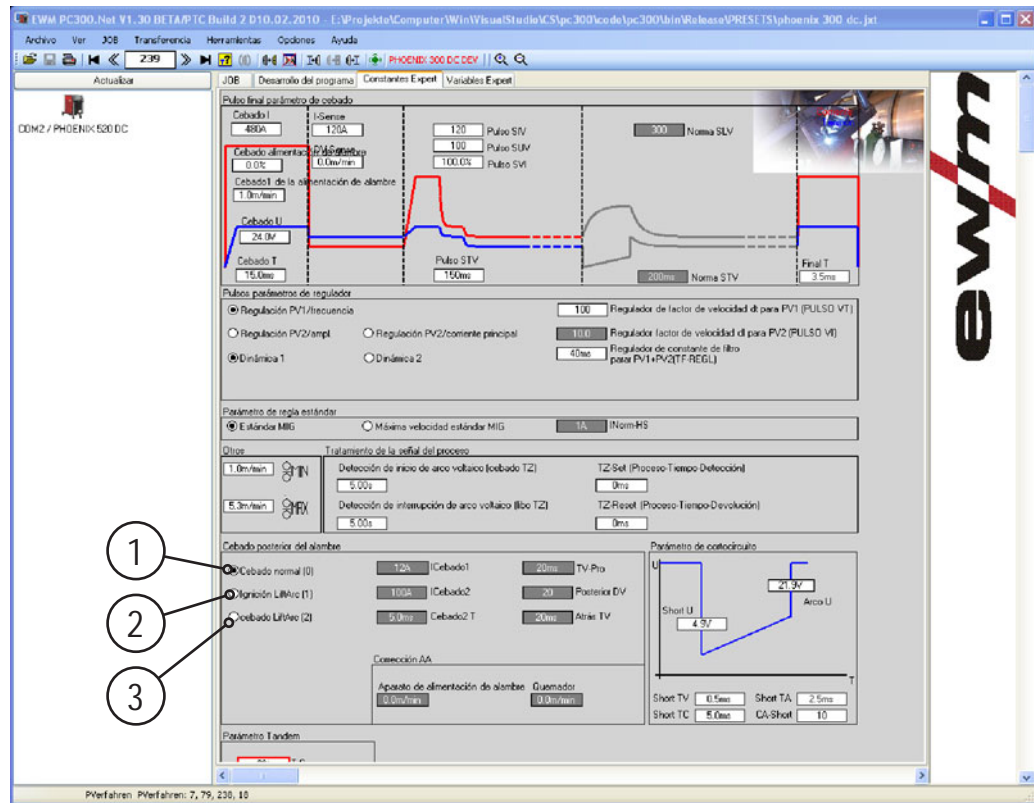 EWM PC300.Net V1.30 BETA/PTC Build 2 D10.02.2010 - E:\Projekte\Computer\WinVisualStudio\CS\pc300\code\pc300\bin\Release\PRESETS\phoenix 300 dc.jxt
Archivo Ver JOB Transferencia Herramientas Opciones Ayuda
239 PHOENIX 300 DC DEV
Actualizar
JOB Desarrollo del programa Constantes Expert Variables Expert
COM2 / PHOENIX 520 DC
ewm
Pulso final parámetro de cebado
Cebado I I-Sense
480A 120A 120 Pulso SIV 300 Norma SLV
Cebado alimentación de alambre
0.0% 0.0m/min 100 Pulso SUV
100.0% Pulso SVI
Cebado1 de la alimentación de alambre
1.0m/min
Cebado U
24.0V
Cebado T Pulso STV Final T
15.0ms 150ms 200ms Norma STV 3.5ms
Pulsos parámetros de regulador
Regulación PV1/frecuencia 100 Regulador de factor de velocidad dt para PV1 (PULSO VT)
Regulación PV2/ampl. Regulación PV2/corriente principal 10.0 Regulador factor de velocidad dI para PV2 (PULSO VI)
Dinámica 1 Dinámica 2 40ms Regulador de constante de filtro
parar PV1+PV2(TF-REGL)
Parámetro de regla estándar
Estándar MIG Máxima velocidad estándar MIG 1A INorm-HS
Otros Tratamiento de la señal del proceso
1.0m/min MIN Detección de inicio de arco voltaico (cebado TZ) TZ-Set (Proceso-Tiempo-Detección)
5.00s 0ms
5.3m/min MAX Detección de interrupción de arco voltaico (libo TZ) TZ-Reset (Proceso-Tiempo-Devolución)
5.00s 0ms
Cebado posterior del alambre Parámetro de cortocircuito
1 Cebado normal (0) 12A ICebado1 20ms TV-Pro
2 Ignición LiftArc (1) 100A ICebado2 20 Posterior DV
3 cebado LiftArc (2) 5.0ms Cebado2 T 20ms Atrás TV
U
21.9V
Arco U
Short U
4.9V
T
Corrección AA
Aparato de alimentación de alambre Quemador
0.0m/min 0.0m/min
Short TV 0.5ms Short TA 2.5ms
Short TC 5.0ms CA-Short 10
Parámetro Tandem
PVerfahren PVerfahren: 7, 79, 238, 18